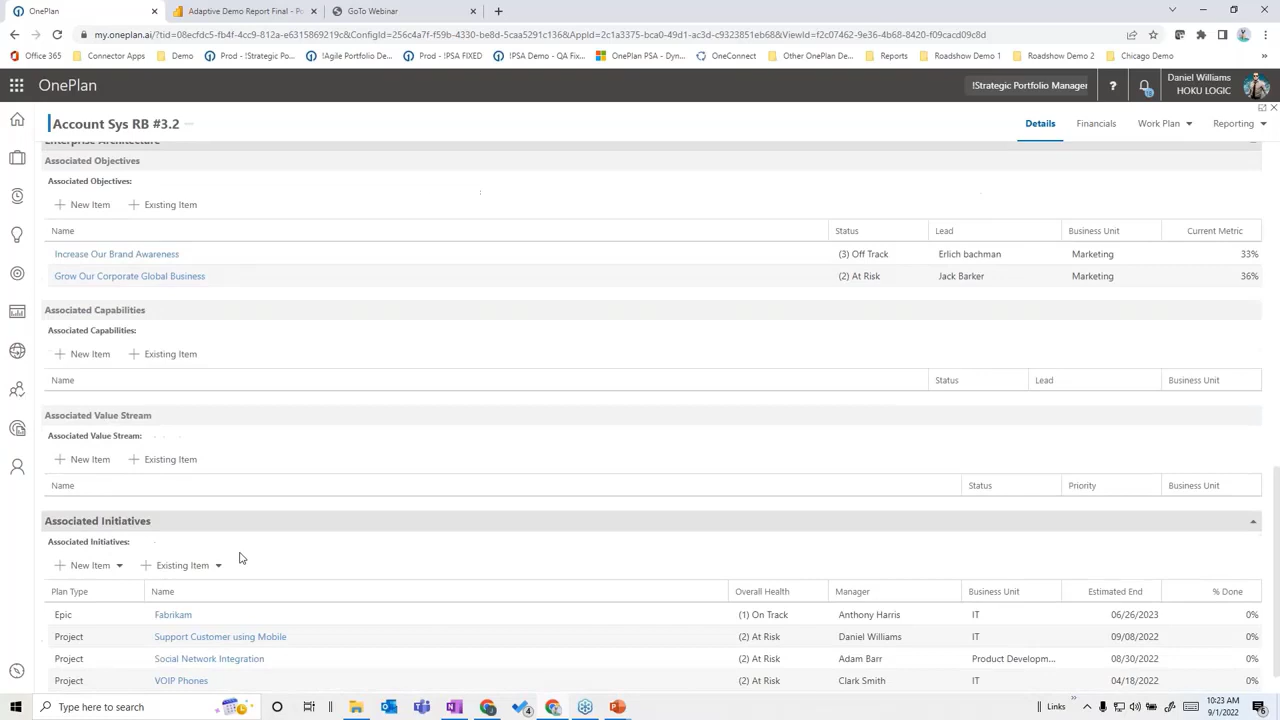 OnePlan
Adaptive Demo Report Final - Po
GoTo Webinar
my.oneplan.ai/?tid=08ecfdc5-fb4f-4cc9-812a-e6315869219c&ConfigId=256c4a7f-f59b-4330-be8d-5caa5291c136&AppId=2c1a3375-bca0-49d1-ac3d-c932e851eb68&ViewId=f2c07462-9e36-4b68-8420-f09cacd09c8d
Office 365
Connector Apps
Demo
Prod - !Strategic Po...
!Agile Portfolio De...
Prod - !PSA FIXED
!PSA Demo - QA Fix...
OnePlan PSA - Dyn...
OneConnect
Other OnePlan De...
Reports
Roadshow Demo 1
Roadshow Demo 2
Chicago Demo
»
OnePlan
!Strategic Portfolio Manager
?
Daniel Williams
HOKU LOGIC
Account Sys RB #3.2
Details
Financials
Work Plan
Reporting
Enterprise Architecture
Associated Objectives
Associated Objectives:
New Item
Existing Item
Name Status Lead Business Unit Current Metric
Increase Our Brand Awareness (3) Off Track Erlich bachman Marketing 33%
Grow Our Corporate Global Business (2) At Risk Jack Barker Marketing 36%
Associated Capabilities
Associated Capabilities:
New Item
Existing Item
Name Status Lead Business Unit
Associated Value Stream
Associated Value Stream:
New Item
Existing Item
Name Status Priority Business Unit
Associated Initiatives
Associated Initiatives:
New Item
Existing Item
Plan Type Name Overall Health Manager Business Unit Estimated End % Done
Epic Fabrikam (1) On Track Anthony Harris IT 06/26/2023 0%
Project Support Customer using Mobile (2) At Risk Daniel Williams IT 09/08/2022 0%
Project Social Network Integration (2) At Risk Adam Barr Product Developm... 08/30/2022 0%
Project VOIP Phones (2) At Risk Clark Smith IT 04/18/2022 0%
Type here to search
4
Links
»
10:23 AM
9/1/2022
6